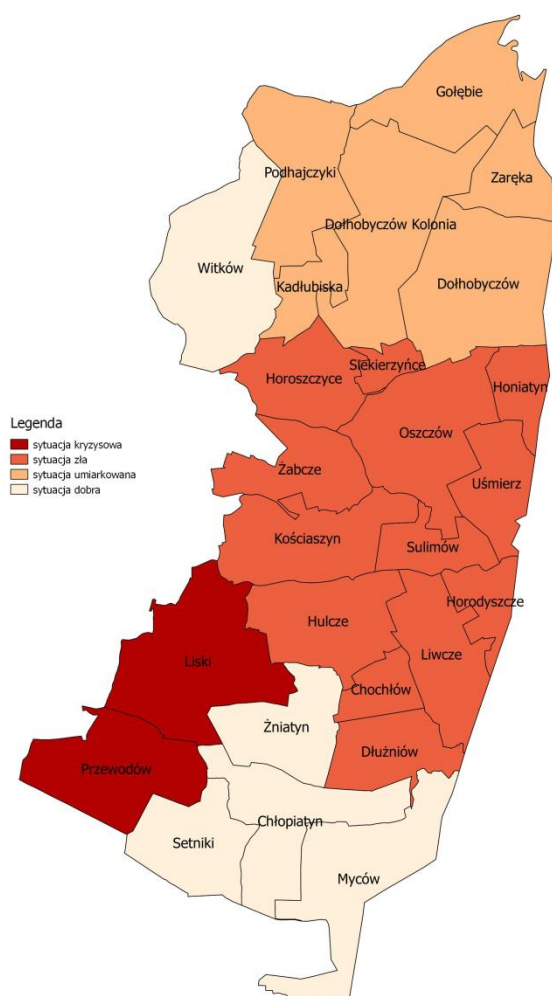 Gołębie
Podhajczyki
Zaręka
Dołhobyczów Kolonia
Witków
Kadłubiska
Dołhobyczów
Siekierzyńce
Horoszczyce
Honiatyn
Legenda
sytuacja kryzysowa
sytuacja zła
sytuacja umiarkowana
sytuacja dobra
Oszczów
Żabcze
Uśmierz
Kościaszyn
Sulimów
Horodyszcze
Hulcze
Liwcze
Liski
Chochłów
Żniatyn
Dłużniów
Przewodów
Chłopiatyn
Setniki
Myców